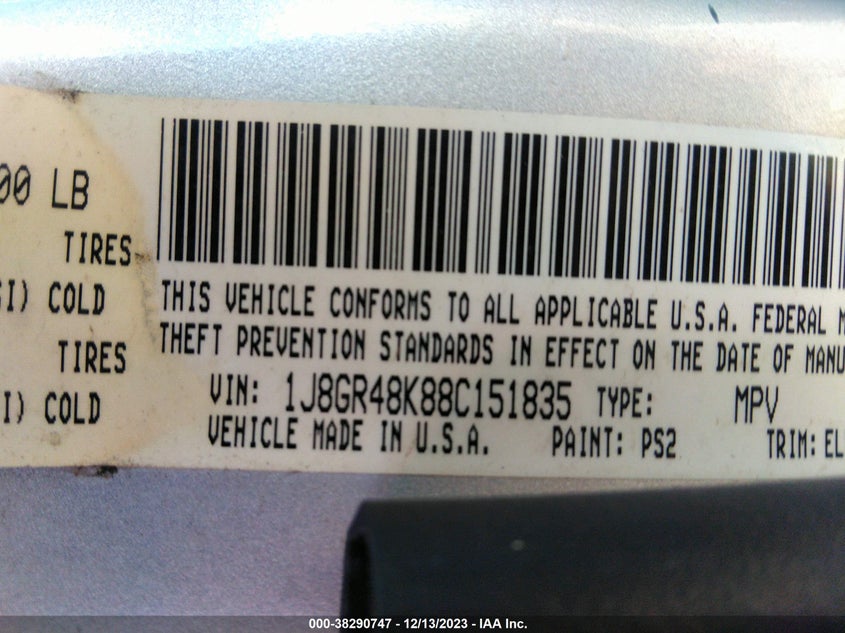 00 LB
TIRES
SI) COLD
TIRES
I) COLD
THIS VEHICLE CONFORMS TO ALL APPLICABLE U.S.A. FEDERAL M
THEFT PREVENTION STANDARDS IN EFFECT ON THE DATE OF MANU
VIN: 1J8GR48K88C151835 TYPE: MPV
VEHICLE MADE IN U.S.A. PAINT: PS2 TRIM: EL
000-38290747 - 12/13/2023 - IAA Inc.